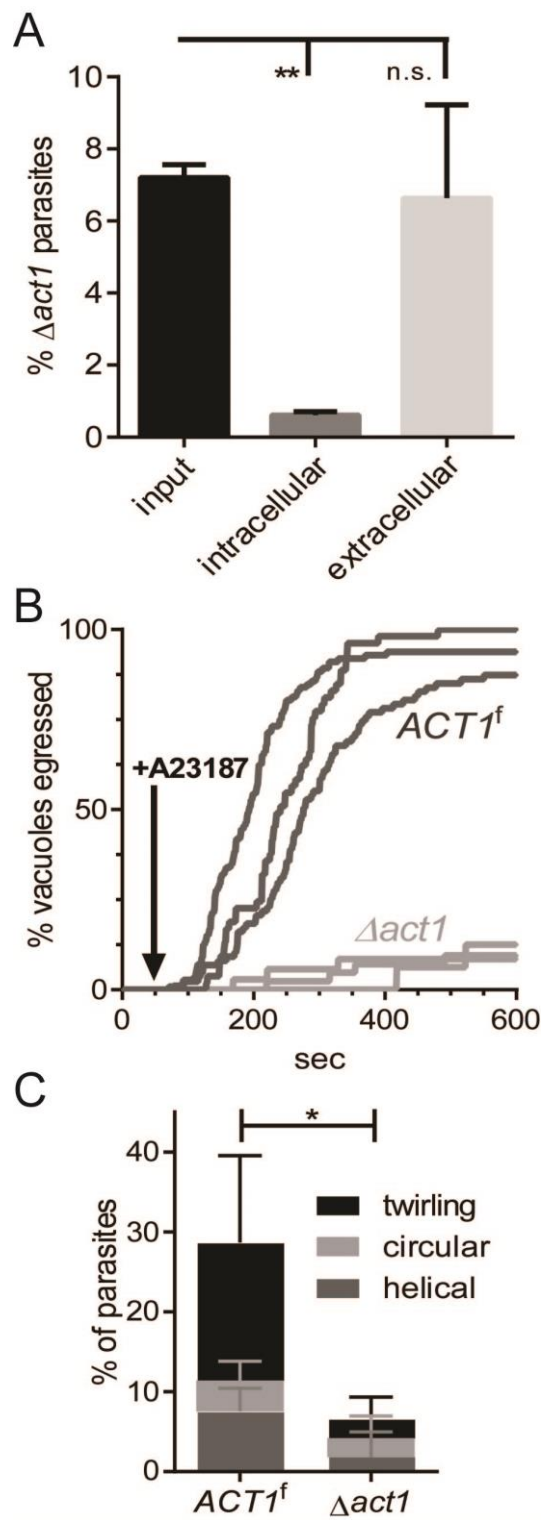 A
** n.s.
10
8
6
4
2
0
% Δact1 parasites
input
intracellular
extracellular
B
100
50
0
% vacuoles egressed
+A23187
ACT1f
Δact1
0 200 400 600
sec
C
*
40
30
20
10
0
% of parasites
twirling
circular
helical
ACT1f Δact1